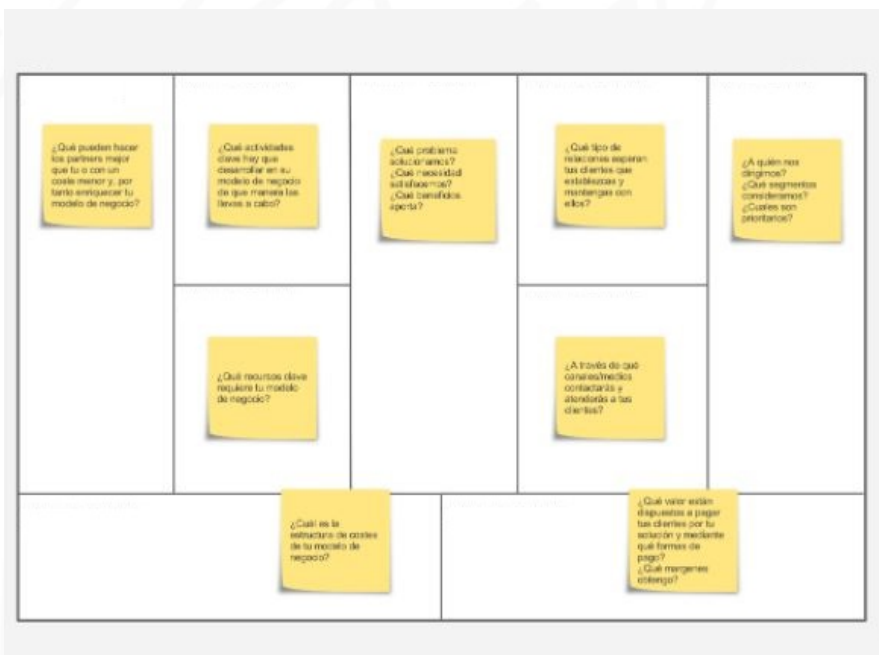 ¿Qué pueden hacer
los partners mejor
que tu o con un
coste menor y, por
tanto enriquecer tu
modelo de negocio?
¿Qué actividades
clave hay que
desarrollar en su
modelo de negocio
de que manera las
llevas a cabo?
¿Qué problema
solucionamos?
¿Qué necesidad
satisfacemos?
¿Qué beneficios
aporta?
¿Qué tipo de
relaciones esperan
tus clientes que
establezcas y
mantengas con
ellos?
¿A quién nos
dirigimos?
¿Qué segmentos
consideramos?
¿Cuales son
prioritarios?
¿Qué recursos clave
requiere tu modelo
de negocio?
¿A través de qué
canales/medios
contactarás y
atenderás a tus
clientes?
¿Cuál es la
estructura de costes
de tu modelo de
negocio?
¿Qué valor están
dispuestos a pagar
tus clientes por tu
solución y mediante
qué formas de
pago?
¿Qué margenes
obtengo?